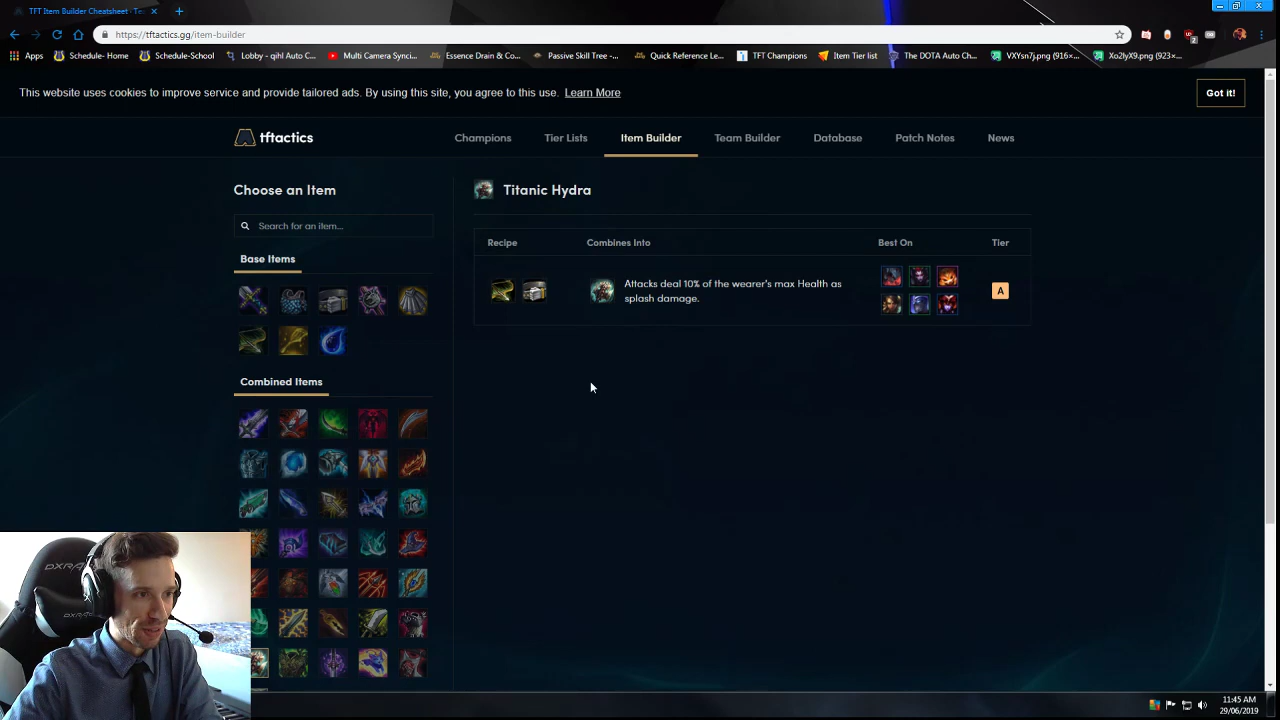 TFT Item Builder Cheatsheet - Te
https://tftactics.gg/item-builder
Apps Schedule- Home Schedule-School Lobby - qihl Auto C... Multi Camera Synci... Essence Drain & Co... Passive Skill Tree -... Quick Reference Le... TFT Champions Item Tier list The DOTA Auto Ch... VXYsn7j.png (916×... Xo2lyX9.png (923×...
This website uses cookies to improve service and provide tailored ads. By using this site, you agree to this use. Learn More
Got it!
tftactics
Champions Tier Lists Item Builder Team Builder Database Patch Notes News
Choose an Item
Titanic Hydra
Search for an item...
Recipe Combines Into Best On Tier
Base Items
Attacks deal 10% of the wearer's max Health as
splash damage.
A
Combined Items
DXRA
DXRACER
11:45 AM
29/06/2019